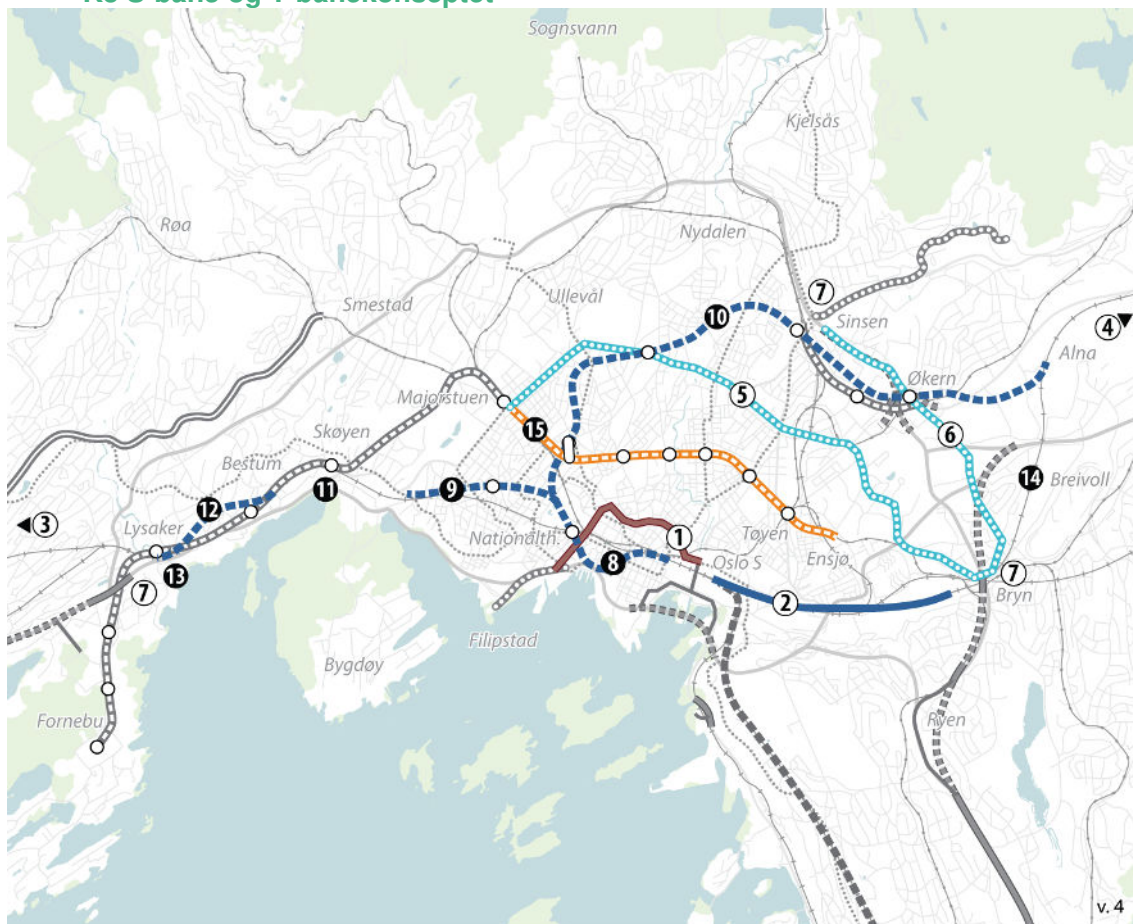 Sognsvann
Kjelsås
Røa
Nydalen
7
Ullevål
10
Sinsen
4
Smestad
Alna
Økern
Majorstuen
5
15
6
Skøyen
Bestum
11
9
14
Breivoll
12
3
Lysaker
Tøyen
1
Nationalth.
Ensjø
8
Oslo S
13
7
7
Bryn
2
Filipstad
Bygdøy
Fornebu
Ryen
v. 4